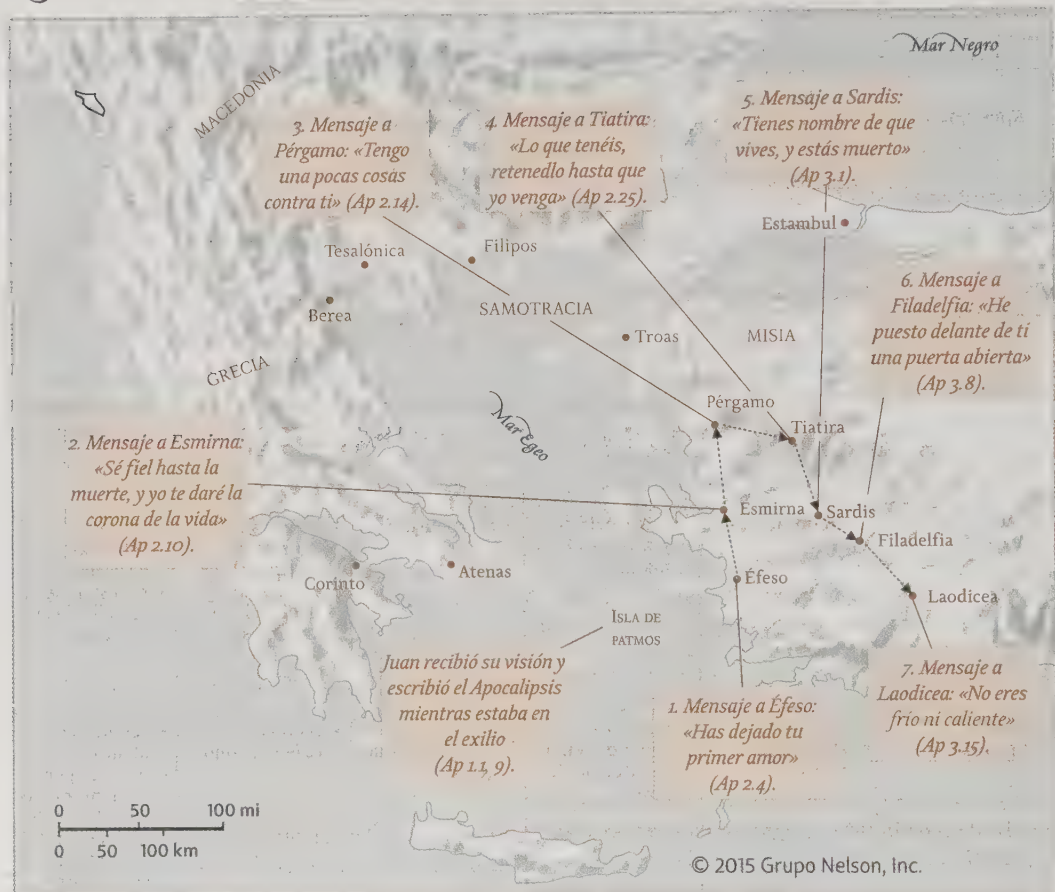 Mar Negro
MACEDONIA
3. Mensaje a
Pérgamo: «Tengo
una pocas cosas
contra ti» (Ap 2.14).
4. Mensaje a Tiatira:
«Lo que tenéis,
retenedlo hasta que
yo venga» (Ap 2.25).
5. Mensaje a Sardis:
«Tienes nombre de que
vives, y estás muerto»
(Ap 3.1).
Estambul
Tesalónica
Filipos
Berea
SAMOTRACIA
Troas
MISIA
6. Mensaje a
Filadelfia: «He
puesto delante de tí
una puerta abierta»
(Ap 3.8).
GRECIA
Mar Egeo
Pérgamo
Tiatira
2. Mensaje a Esmirna:
«Sé fiel hasta la
muerte, y yo te daré la
corona de la vida»
(Ap 2.10).
Esmirna
Sardis
Filadelfia
Corinto
Atenas
Éfeso
Laodicea
ISLA DE
PATMOS
Juan recibió su visión y
escribió el Apocalipsis
mientras estaba en
el exilio
(Ap 1.1, 9).
1. Mensaje a Éfeso:
«Has dejado tu
primer amor»
(Ap 2.4).
7. Mensaje a
Laodicea: «No eres
frío ni caliente»
(Ap 3.15).
0 50 100 mi
0 50 100 km
© 2015 Grupo Nelson, Inc.